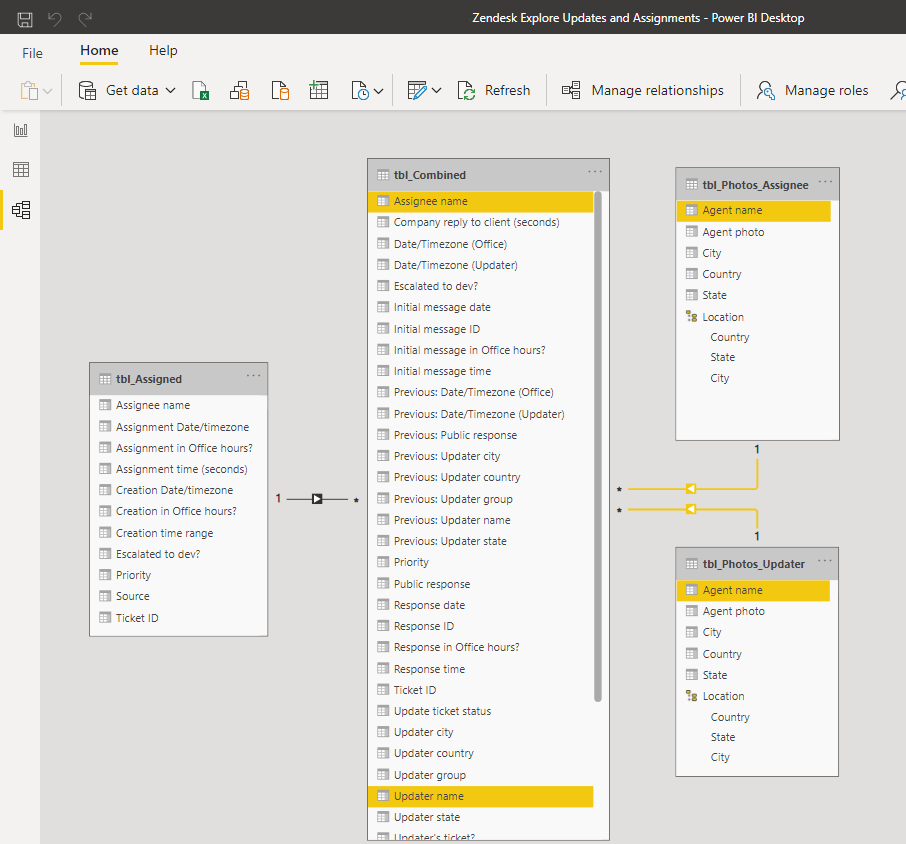 Zendesk Explore Updates and Assignments - Power BI Desktop
File Home Help
Get data Refresh Manage relationships Manage roles
tbl_Combined
Assignee name
Company reply to client (seconds)
Date/Timezone (Office)
Date/Timezone (Updater)
Escalated to dev?
Initial message date
Initial message ID
Initial message in Office hours?
Initial message time
Previous: Date/Timezone (Office)
Previous: Date/Timezone (Updater)
Previous: Public response
Previous: Updater city
Previous: Updater country
Previous: Updater group
Previous: Updater name
Previous: Updater state
Priority
Public response
Response date
Response ID
Response in Office hours?
Response time
Ticket ID
Update ticket status
Updater city
Updater country
Updater group
Updater name
Updater state
Updater's ticket?
tbl_Assigned
Assignee name
Assignment Date/timezone
Assignment in Office hours?
Assignment time (seconds)
Creation Date/timezone
Creation in Office hours?
Creation time range
Escalated to dev?
Priority
Source
Ticket ID
1 *
tbl_Photos_Assignee
Agent name
Agent photo
City
Country
State
Location
Country
State
City
1
*
*
1
tbl_Photos_Updater
Agent name
Agent photo
City
Country
State
Location
Country
State
City